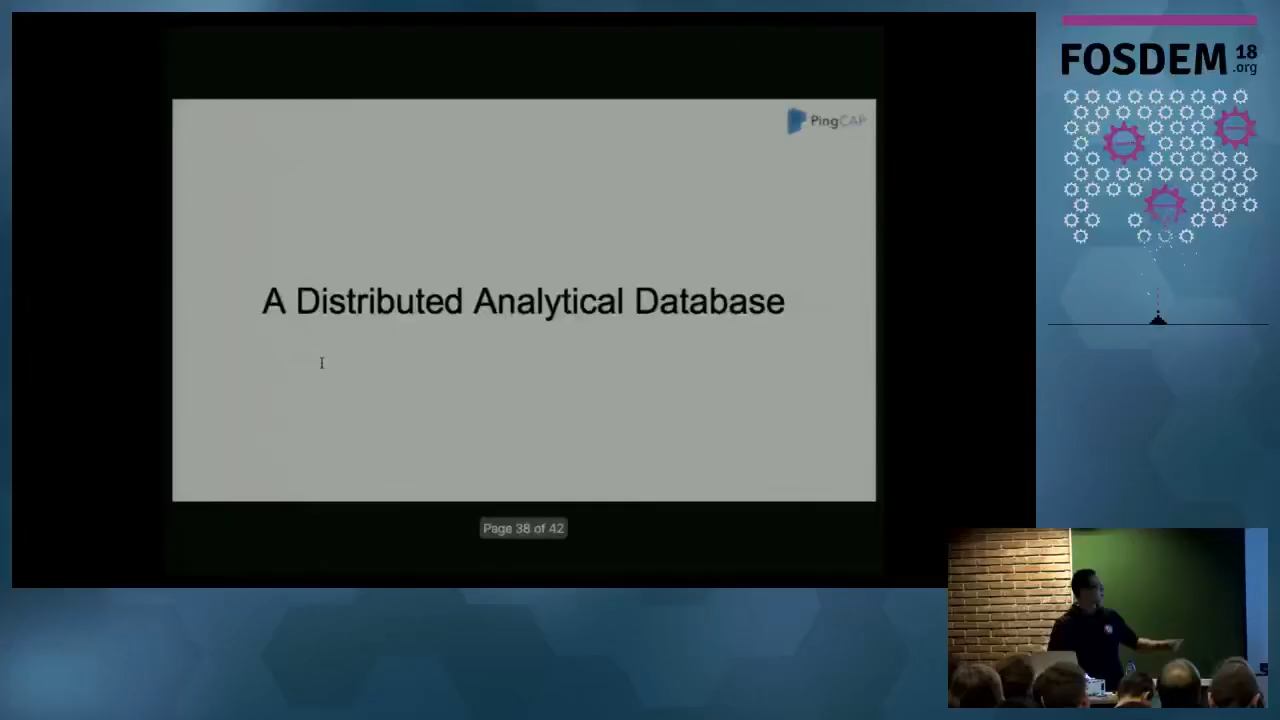 PingCAP
A Distributed Analytical Database
Page 38 of 42
FOSDEM 18
.org